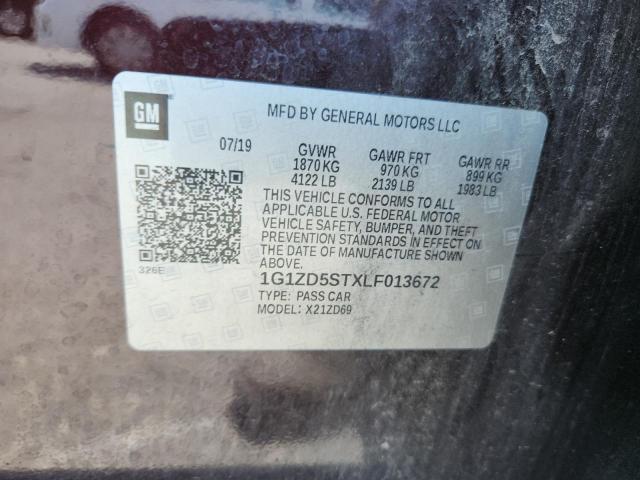 GM
MFD BY GENERAL MOTORS LLC
07/19 GVWR GAWR FRT GAWR RR
1870 KG 970 KG 899 KG
4122 LB 2139 LB 1983 LB
THIS VEHICLE CONFORMS TO ALL
APPLICABLE U.S. FEDERAL MOTOR
VEHICLE SAFETY, BUMPER, AND THEFT
PREVENTION STANDARDS IN EFFECT ON
THE DATE OF MANUFACTURE SHOWN
ABOVE.
326E
1G1ZD5STXLF013672
TYPE: PASS CAR
MODEL: X21ZD69